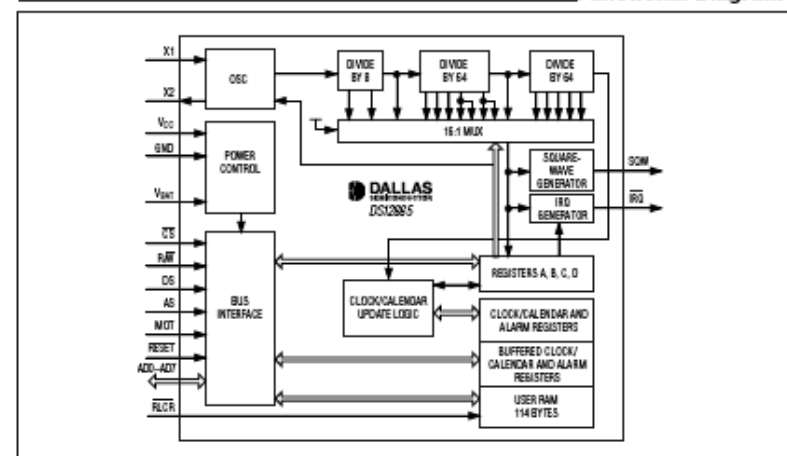 X1
X2
VCC
GND
VBAT
CS
R/W
DS
AS
MOT
RESET
AD0–AD7
RLCR
OSC
POWER
CONTROL
BUS
INTERFACE
DIVIDE
BY 8
DIVIDE
BY 64
DIVIDE
BY 64
16:1 MUX
DALLAS
SEMICONDUCTOR
DS12885
SQUARE-
WAVE
GENERATOR
IRQ
GENERATOR
SQW
IRQ
REGISTERS A, B, C, D
CLOCK/CALENDAR
UPDATE LOGIC
CLOCK/CALENDAR AND
ALARM REGISTERS
BUFFERED CLOCK/
CALENDAR AND ALARM
REGISTERS
USER RAM
114 BYTES